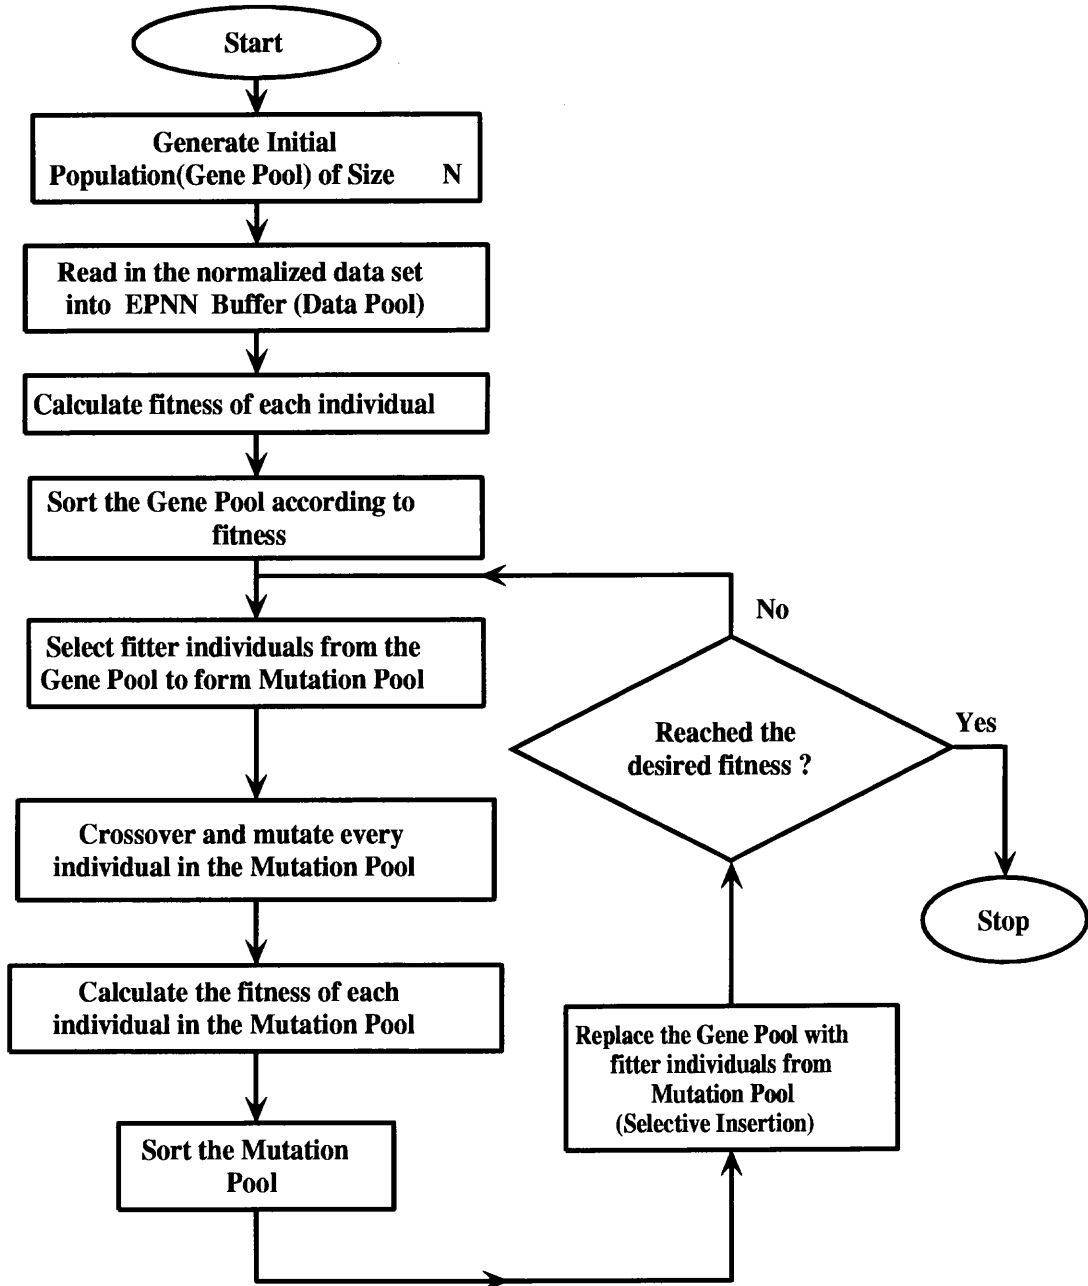 Start
Generate Initial
Population(Gene Pool) of Size N
Read in the normalized data set
into EPNN Buffer (Data Pool)
Calculate fitness of each individual
Sort the Gene Pool according to
fitness
Select fitter individuals from the
Gene Pool to form Mutation Pool
Crossover and mutate every
individual in the Mutation Pool
Calculate the fitness of each
individual in the Mutation Pool
Sort the Mutation
Pool
Replace the Gene Pool with
fitter individuals from
Mutation Pool
(Selective Insertion)
Reached the
desired fitness ?
No
Yes
Stop